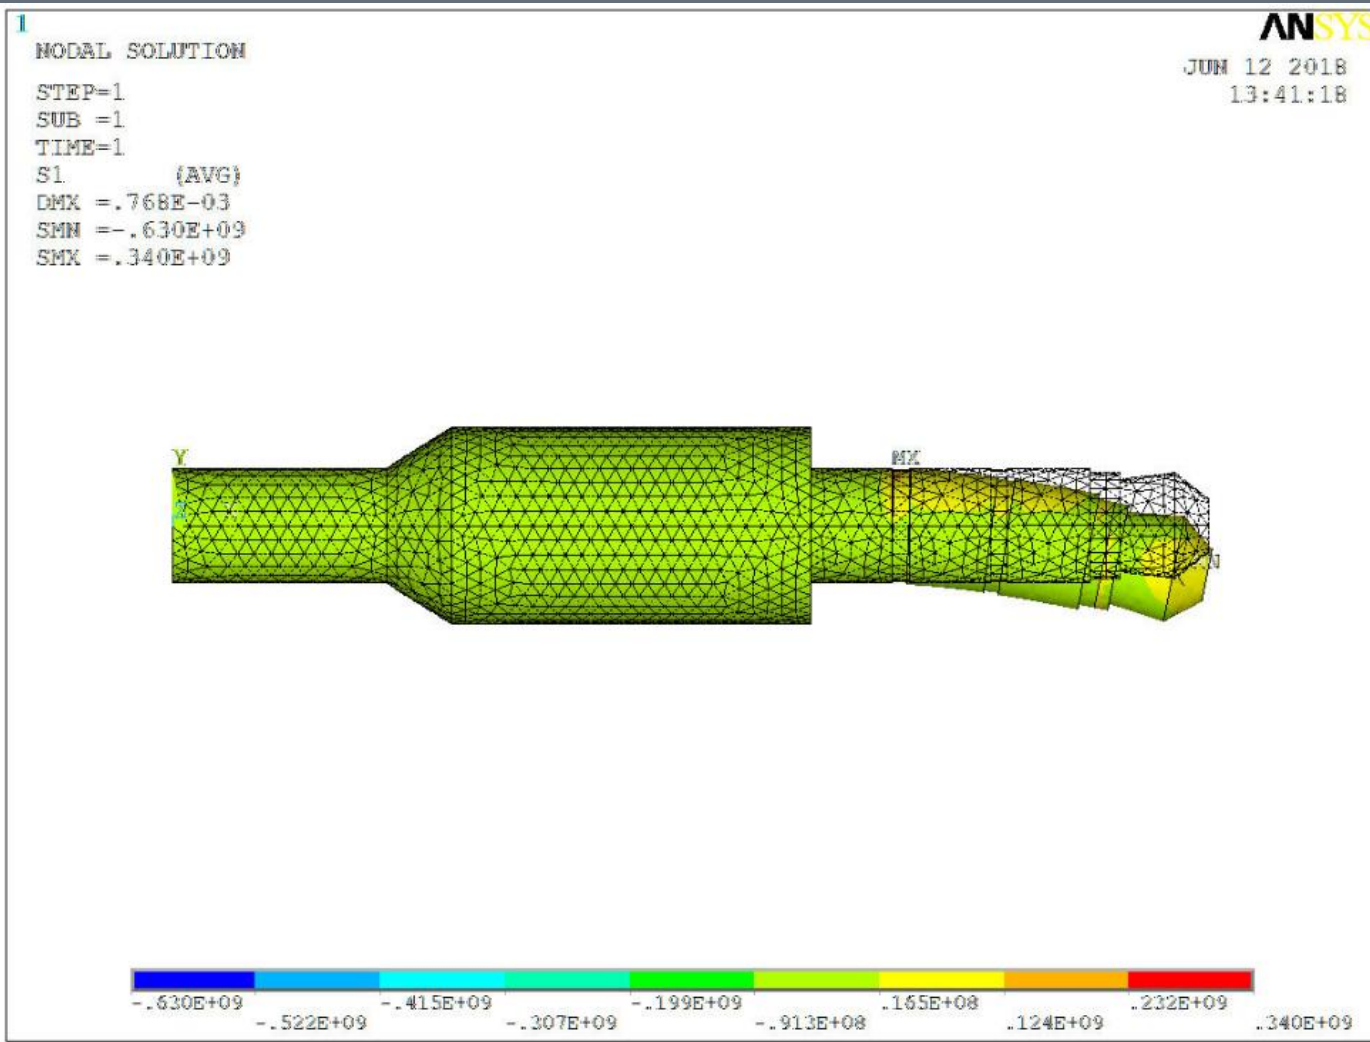 1
ANSYS
NODAL SOLUTION
JUN 12 2018
13:41:18
STEP=1
SUB =1
TIME=1
S1 (AVG)
DMX =.768E-03
SMN =-.630E+09
SMX =.340E+09
Y
Z
MX
N
-.630E+09
-.522E+09
-.415E+09
-.307E+09
-.199E+09
-.913E+08
.165E+08
.124E+09
.232E+09
.340E+09